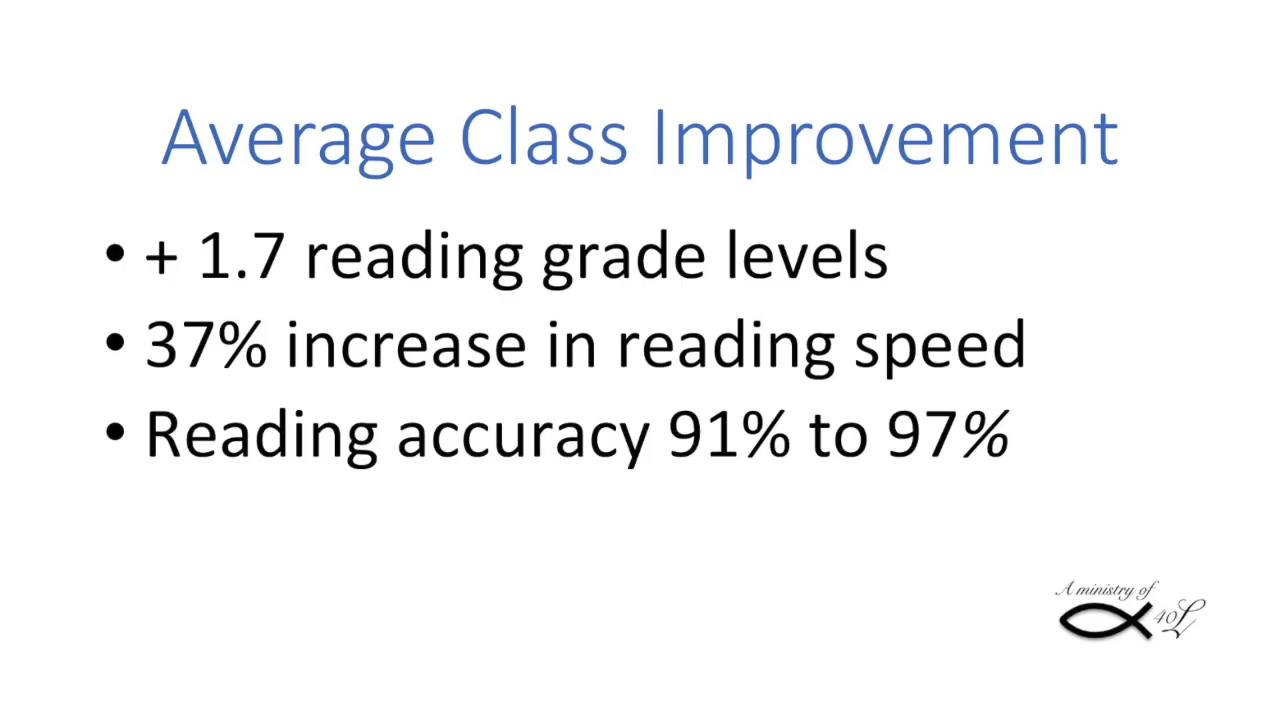 Average Class Improvement
• + 1.7 reading grade levels
• 37% increase in reading speed
• Reading accuracy 91% to 97%
A ministry of
40L